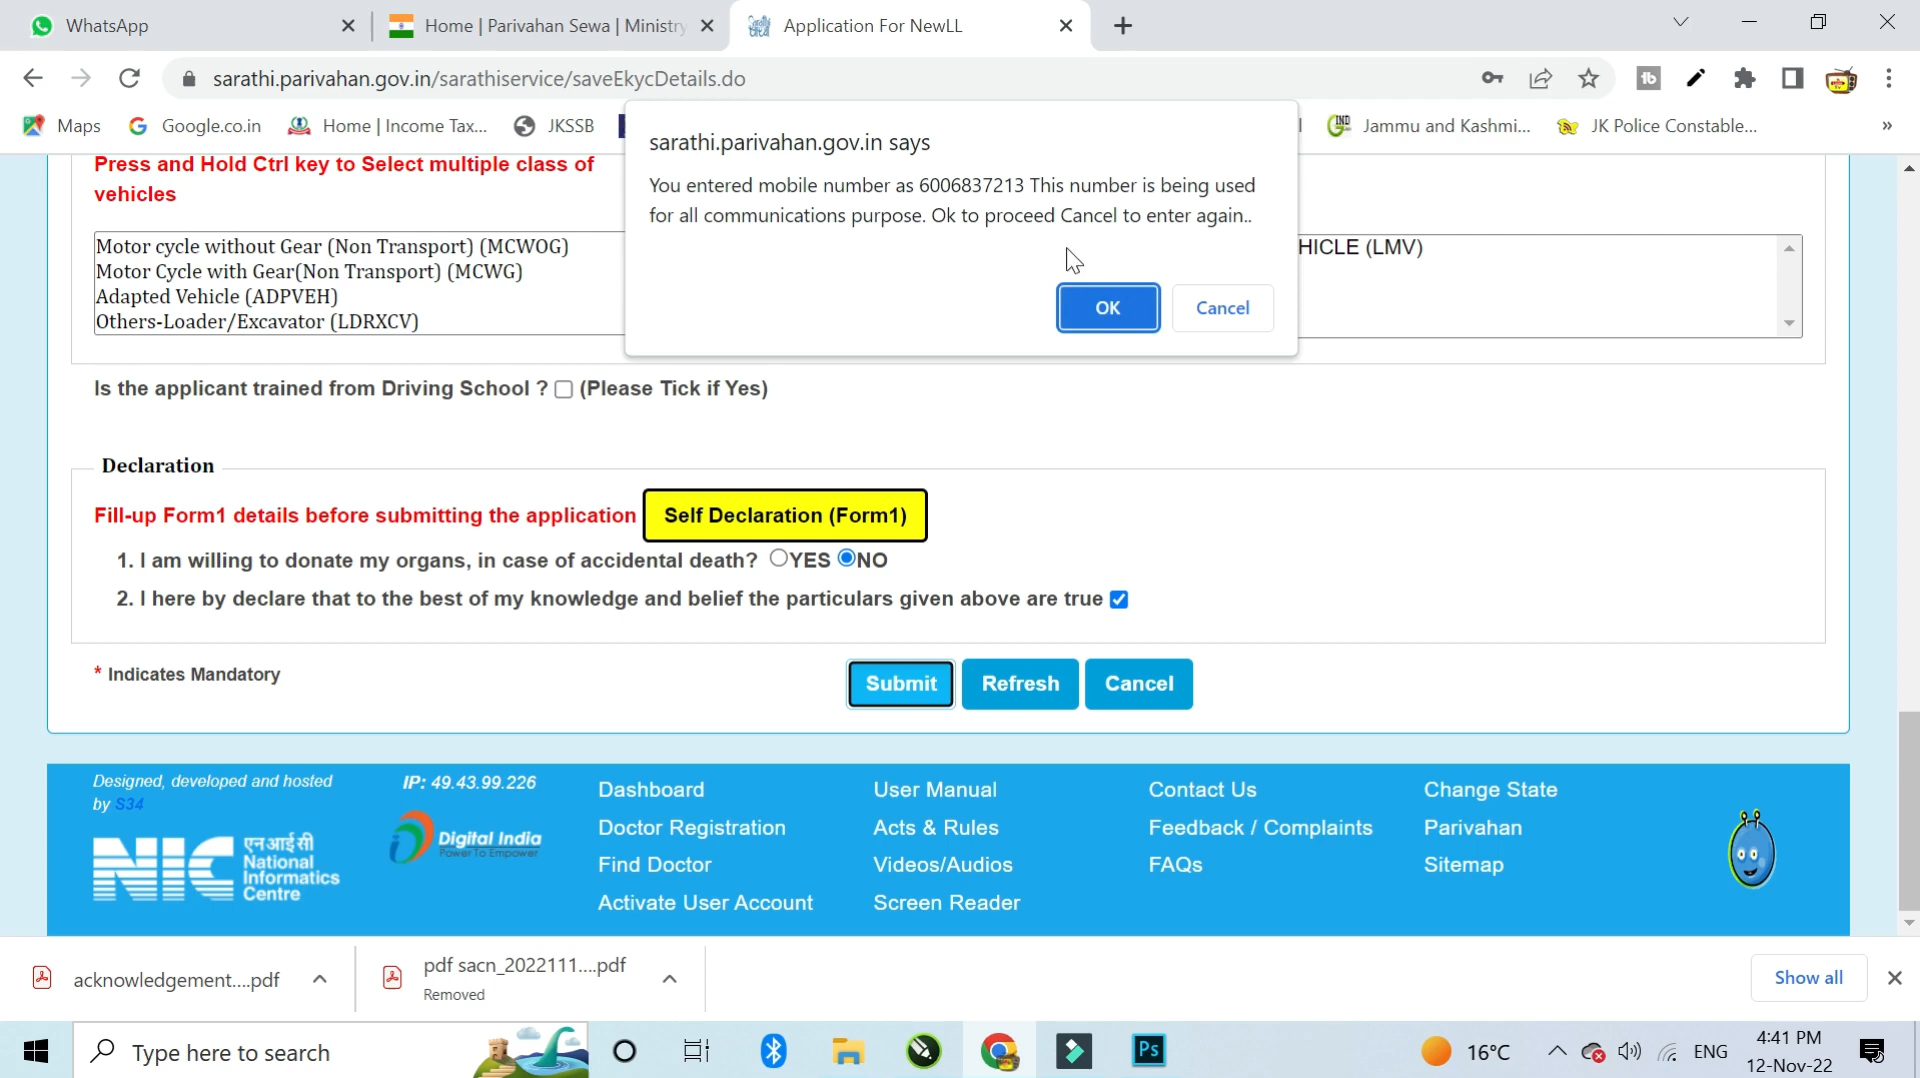 WhatsApp
Home | Parivahan Sewa | Ministry
Application For NewLL
sarathi.parivahan.gov.in/sarathiservice/saveEkycDetails.do
Maps
Google.co.in
Home | Income Tax...
JKSSB
Jammu and Kashmi...
JK Police Constable...
»
sarathi.parivahan.gov.in says
You entered mobile number as 6006837213 This number is being used
for all communications purpose. Ok to proceed Cancel to enter again..
OK
Cancel
Press and Hold Ctrl key to Select multiple class of
vehicles
Motor cycle without Gear (Non Transport) (MCWOG)
Motor Cycle with Gear(Non Transport) (MCWG)
Adapted Vehicle (ADPVEH)
Others-Loader/Excavator (LDRXCV)
HICLE (LMV)
Is the applicant trained from Driving School ? (Please Tick if Yes)
Declaration
Fill-up Form1 details before submitting the application
Self Declaration (Form1)
1. I am willing to donate my organs, in case of accidental death? YES NO
2. I here by declare that to the best of my knowledge and belief the particulars given above are true
* Indicates Mandatory
Submit
Refresh
Cancel
Designed, developed and hosted
by S34
NIC
एनआईसी
National
Informatics
Centre
IP: 49.43.99.226
Digital India
Power To Empower
Dashboard
Doctor Registration
Find Doctor
Activate User Account
User Manual
Acts & Rules
Videos/Audios
Screen Reader
Contact Us
Feedback / Complaints
FAQs
Change State
Parivahan
Sitemap
acknowledgement....pdf
pdf sacn_2022111....pdf
Removed
Show all
Type here to search
Ps
16°C
ENG
4:41 PM
12-Nov-22